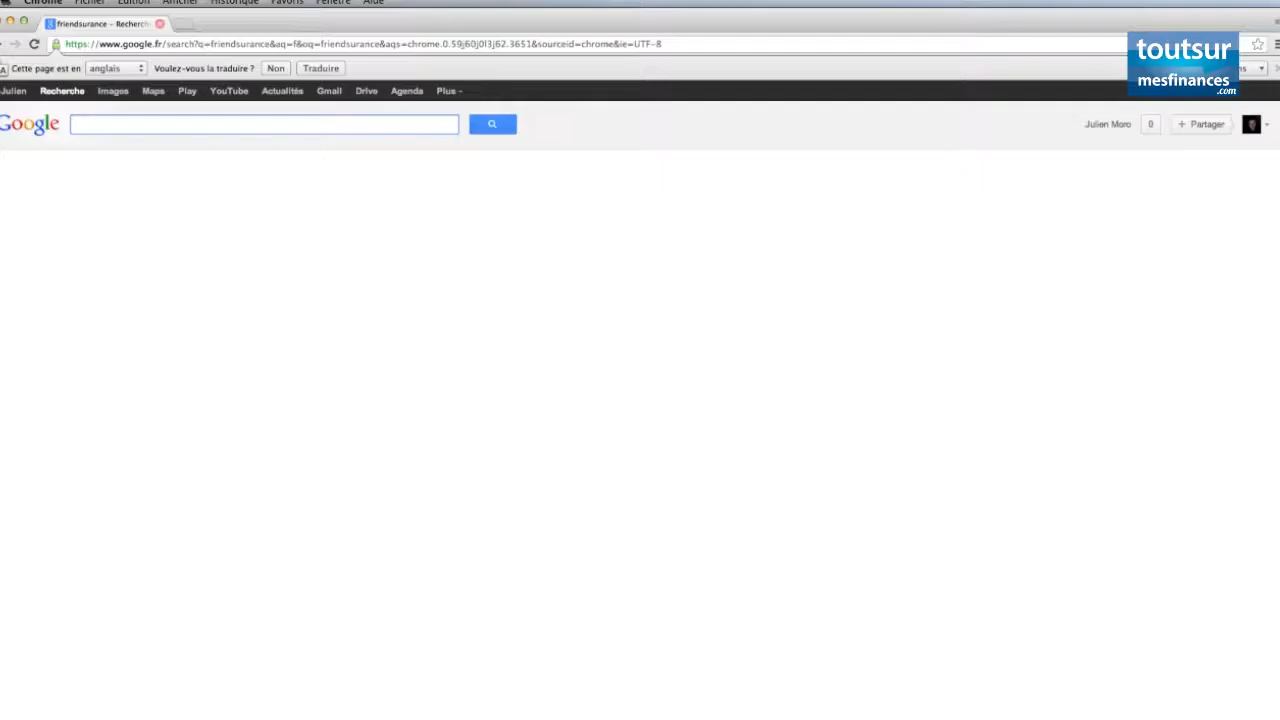 Chrome Fichier Édition Afficher Historique Favoris Fenêtre Aide
friendsurance – Recherch
https://www.google.fr/search?q=friendsurance&aq=f&oq=friendsurance&aqs=chrome.0.59j60j0l3j62.3651&sourceid=chrome&ie=UTF-8
toutsur
mesfinances
.com
Cette page est en anglais Voulez-vous la traduire ? Non Traduire
Julien Recherche Images Maps Play YouTube Actualités Gmail Drive Agenda Plus
Google
Julien Moro 0 + Partager